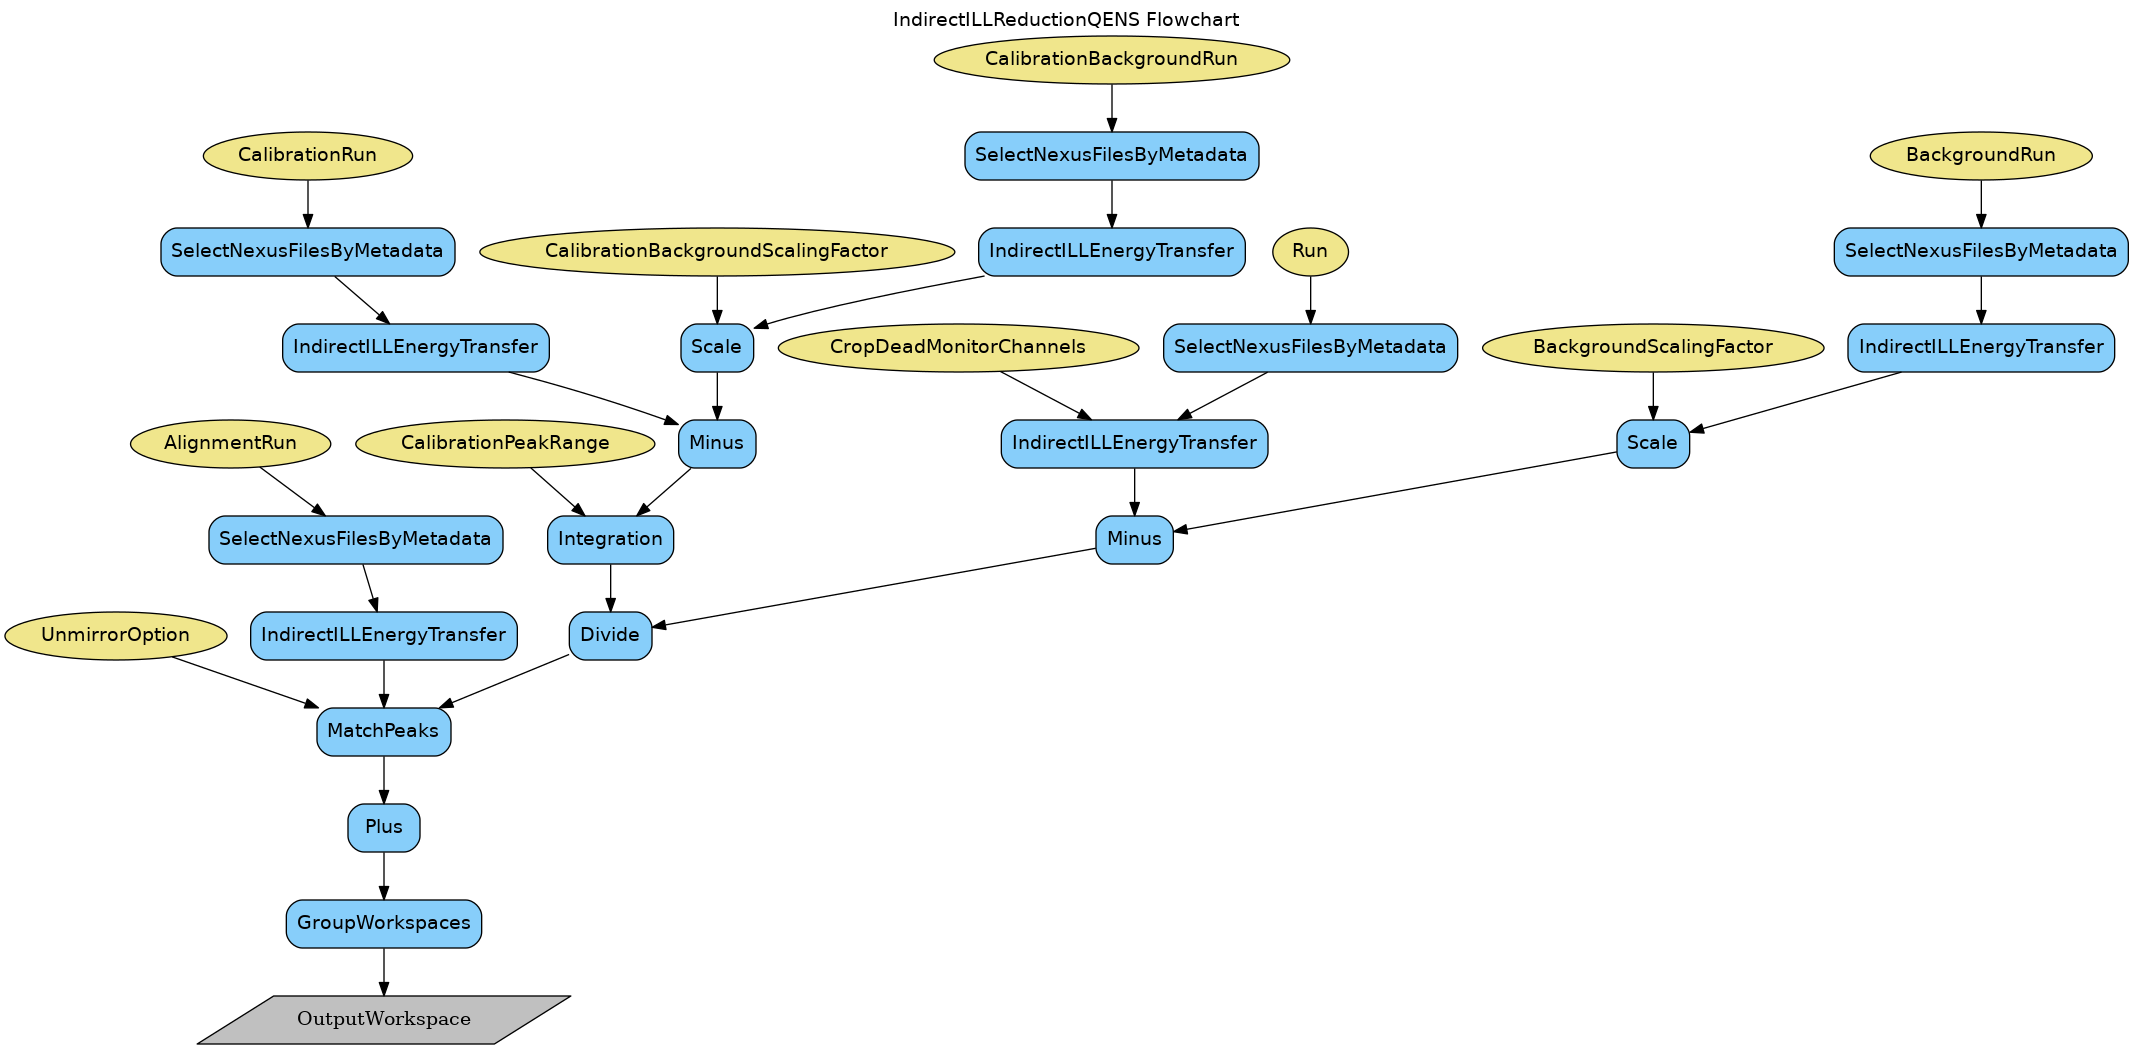 IndirectILLReductionQENS Flowchart
CalibrationBackgroundRun
CalibrationRun
SelectNexusFilesByMetadata
BackgroundRun
SelectNexusFilesByMetadata
CalibrationBackgroundScalingFactor
IndirectILLEnergyTransfer
Run
SelectNexusFilesByMetadata
IndirectILLEnergyTransfer
Scale
CropDeadMonitorChannels
SelectNexusFilesByMetadata
BackgroundScalingFactor
IndirectILLEnergyTransfer
AlignmentRun
CalibrationPeakRange
Minus
IndirectILLEnergyTransfer
Scale
SelectNexusFilesByMetadata
Integration
Minus
UnmirrorOption
IndirectILLEnergyTransfer
Divide
MatchPeaks
Plus
GroupWorkspaces
OutputWorkspace